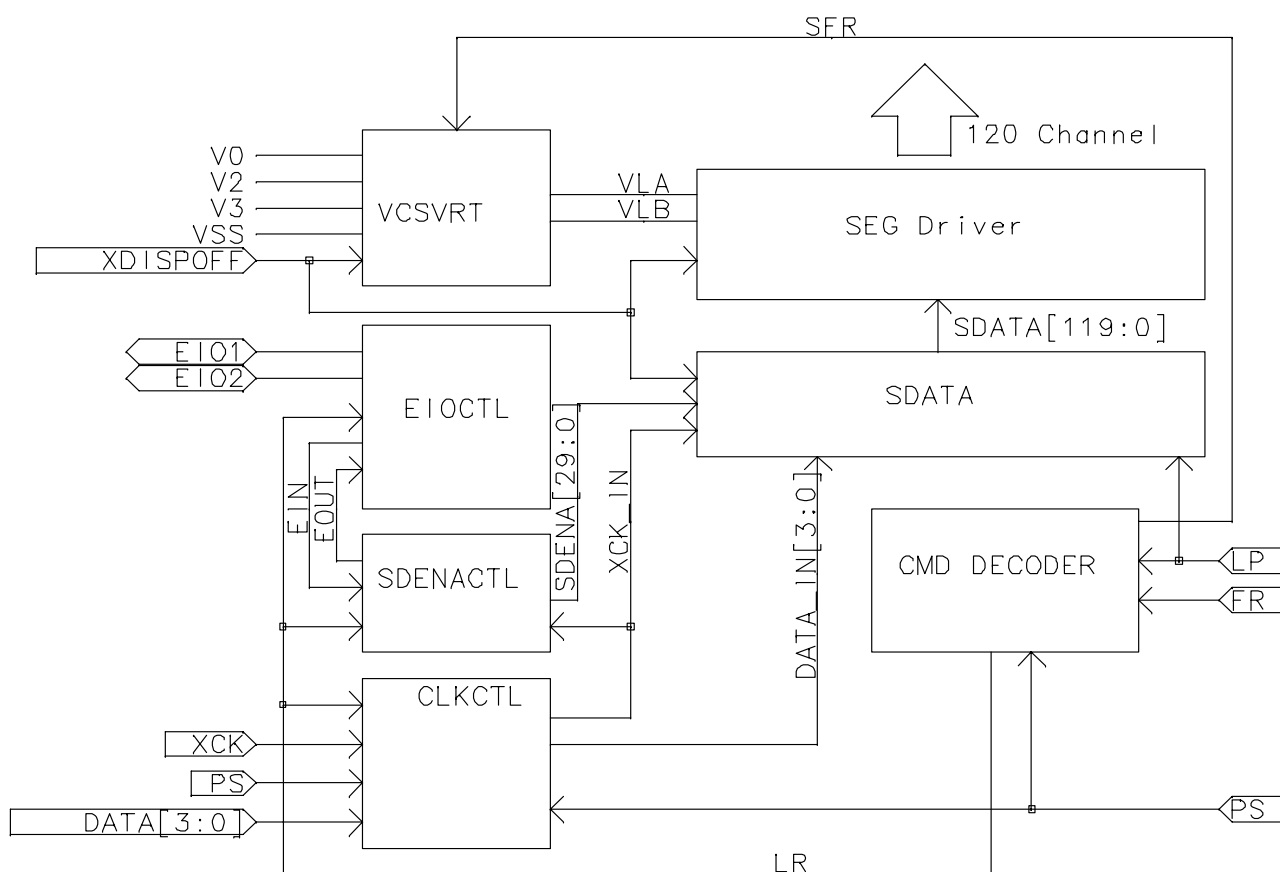 SFR
120 Channel
V0
V2
V3
VSS
XDISPOFF
VCSVRT
VLA
VLB
SEG Driver
SDATA[119:0]
EIO1
EIO2
EIOCTL
SDATA
EIN
EOUT
SDENA[29:0]
XCK_IN
DATA_IN[3:0]
SDENACTL
CMD DECODER
LP
FR
CLKCTL
XCK
PS
DATA[3:0]
PS
LR